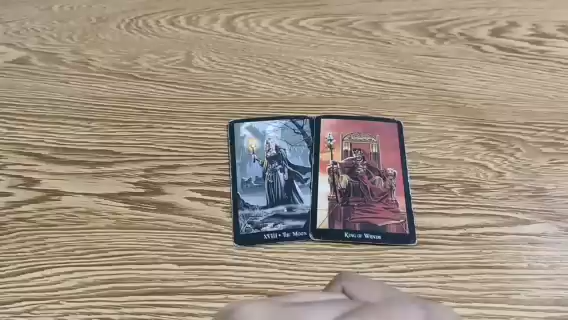 XVIII • The Moon
King of Wands